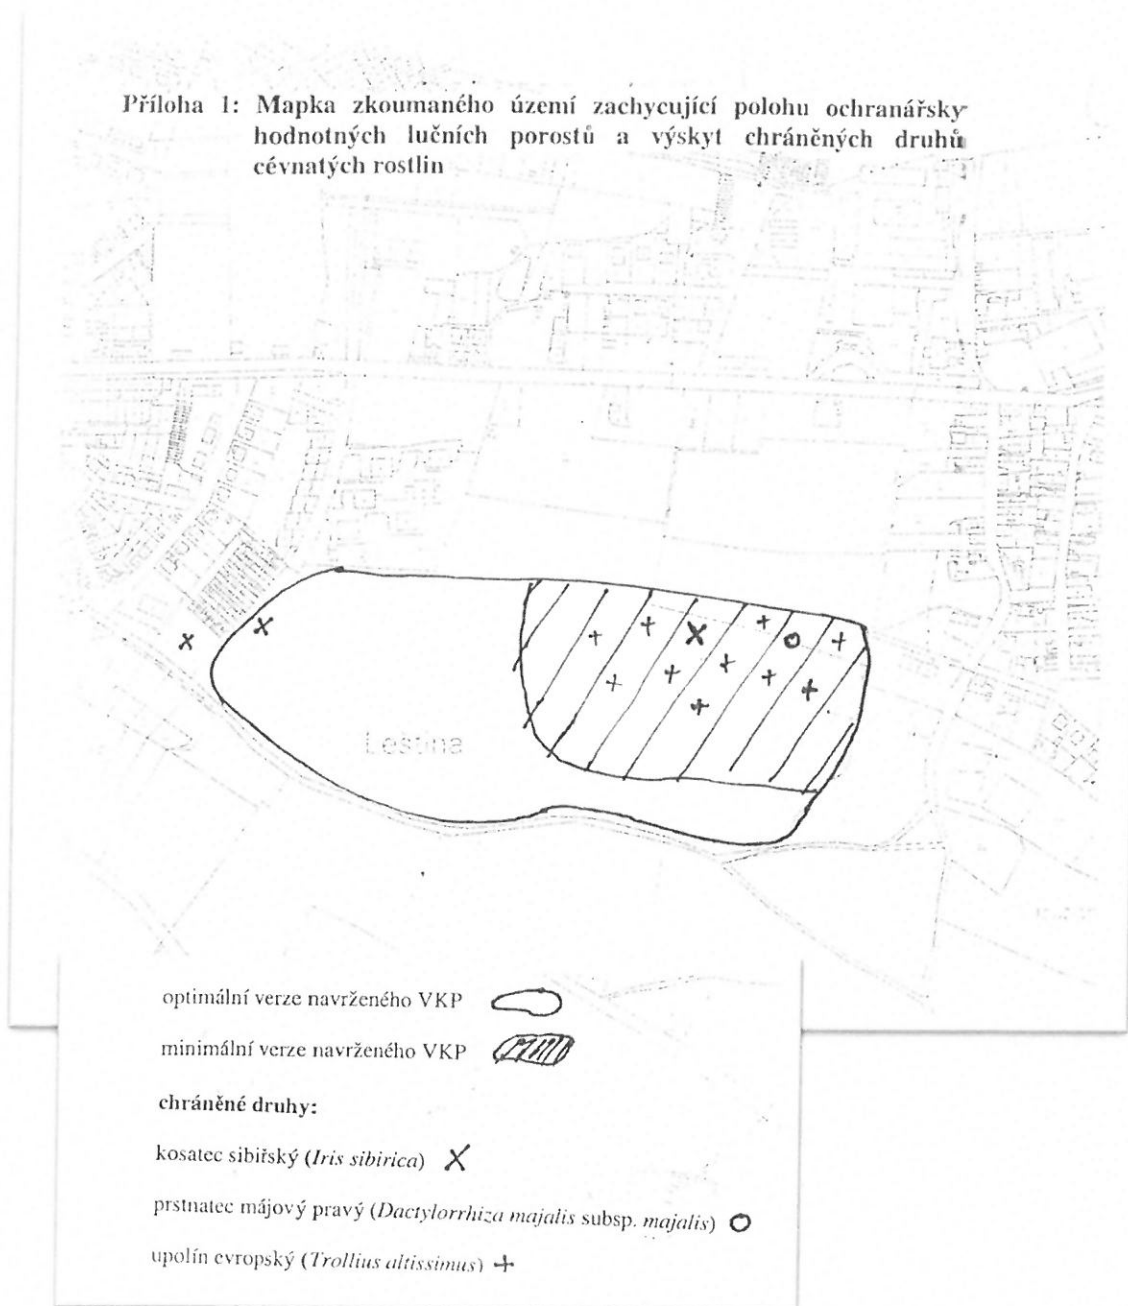 Příloha 1: Mapka zkoumaného území zachycující polohu ochranářsky
hodnotných lučních porostů a výskyt chráněných druhů
cévnatých rostlin
Leština
optimální verze navrženého VKP
minimální verze navrženého VKP
chráněné druhy:
kosatec sibiřský (Iris sibirica)
prstnatec májový pravý (Dactylorrhiza majalis subsp. majalis)
upolín evropský (Trollius altissimus)